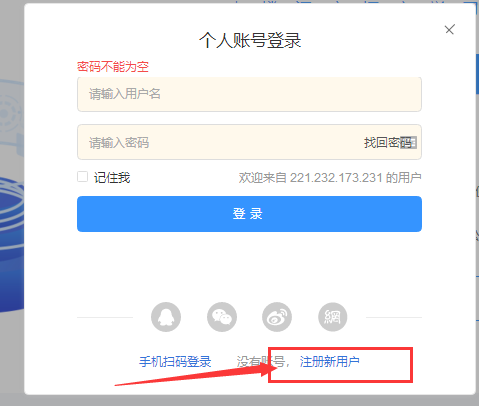 个人账号登录
密码不能为空
请输入用户名
请输入密码 找回密码
记住我 欢迎来自 221.232.173.231 的用户
登录
網
手机扫码登录 没有账号，注册新用户